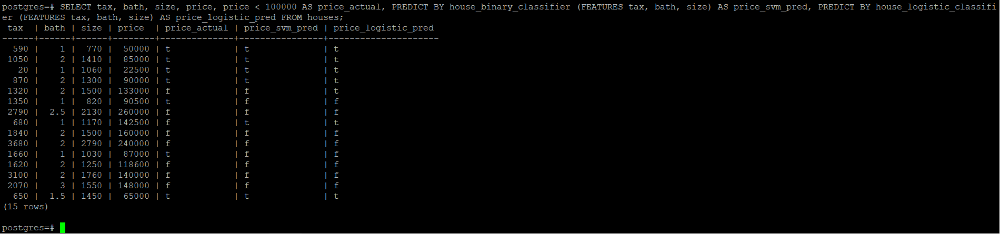 postgres=# SELECT tax, bath, size, price, price < 100000 AS price_actual, PREDICT BY house_binary_classifier (FEATURES tax, bath, size) AS price_svm_pred, PREDICT BY house_logistic_classifi
er (FEATURES tax, bath, size) AS price_logistic_pred FROM houses;
 tax  | bath | size | price  | price_actual | price_svm_pred | price_logistic_pred
------+------+------+--------+--------------+----------------+---------------------
  590 |    1 |  770 |  50000 | t            | t              | t
 1050 |    2 | 1410 |  85000 | t            | t              | t
   20 |    1 | 1060 |  22500 | t            | t              | t
  870 |    2 | 1300 |  90000 | t            | t              | t
 1320 |    2 | 1500 | 133000 | f            | f              | t
 1350 |    1 |  820 |  90500 | t            | f              | f
 2790 |  2.5 | 2130 | 260000 | f            | f              | f
  680 |    1 | 1170 | 142500 | f            | t              | t
 1840 |    2 | 1500 | 160000 | f            | f              | f
 3680 |    2 | 2790 | 240000 | f            | f              | f
 1660 |    1 | 1030 |  87000 | t            | f              | f
 1620 |    2 | 1250 | 118600 | f            | f              | f
 3100 |    2 | 1760 | 140000 | f            | f              | f
 2070 |    3 | 1550 | 148000 | f            | f              | f
  650 |  1.5 | 1450 |  65000 | t            | t              | t
(15 rows)
postgres=#